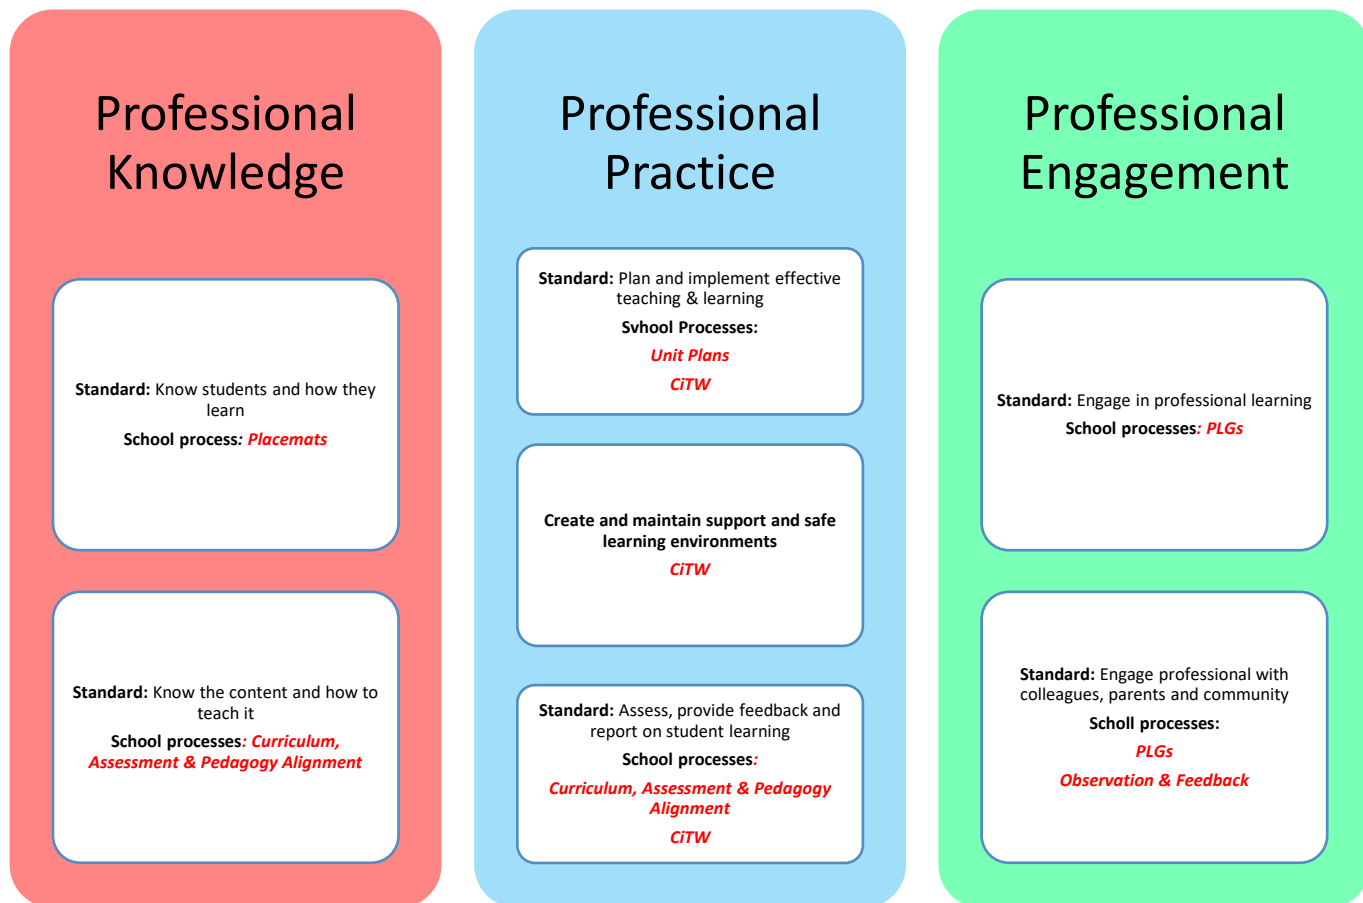 Professional
Knowledge
Standard: Know students and how they
learn
School process: Placemats
Standard: Know the content and how to
teach it
School processes: Curriculum,
Assessment & Pedagogy Alignment
Professional
Practice
Standard: Plan and implement effective
teaching & learning
Svhool Processes:
Unit Plans
CiTW
Create and maintain support and safe
learning environments
CiTW
Standard: Assess, provide feedback and
report on student learning
School processes:
Curriculum, Assessment & Pedagogy
Alignment
CiTW
Professional
Engagement
Standard: Engage in professional learning
School processes: PLGs
Standard: Engage professional with
colleagues, parents and community
Scholl processes:
PLGs
Observation & Feedback